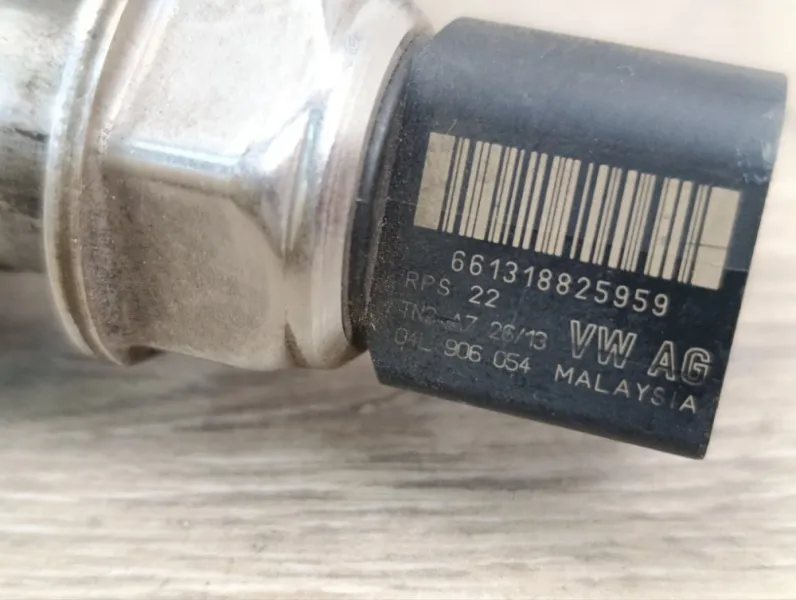 661318825959
RPS 22
26/13
04L 906 054
VW AG
MALAYSIA